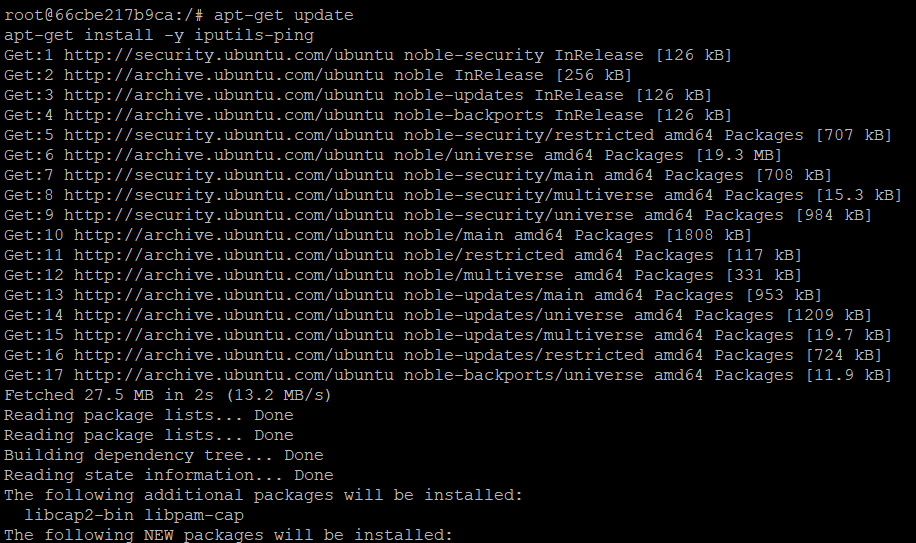 root@66cbe217b9ca:/# apt-get update
apt-get install -y iputils-ping
Get:1 http://security.ubuntu.com/ubuntu noble-security InRelease [126 kB]
Get:2 http://archive.ubuntu.com/ubuntu noble InRelease [256 kB]
Get:3 http://archive.ubuntu.com/ubuntu noble-updates InRelease [126 kB]
Get:4 http://archive.ubuntu.com/ubuntu noble-backports InRelease [126 kB]
Get:5 http://security.ubuntu.com/ubuntu noble-security/restricted amd64 Packages [707 kB]
Get:6 http://archive.ubuntu.com/ubuntu noble/universe amd64 Packages [19.3 MB]
Get:7 http://security.ubuntu.com/ubuntu noble-security/main amd64 Packages [708 kB]
Get:8 http://security.ubuntu.com/ubuntu noble-security/multiverse amd64 Packages [15.3 kB]
Get:9 http://security.ubuntu.com/ubuntu noble-security/universe amd64 Packages [984 kB]
Get:10 http://archive.ubuntu.com/ubuntu noble/main amd64 Packages [1808 kB]
Get:11 http://archive.ubuntu.com/ubuntu noble/restricted amd64 Packages [117 kB]
Get:12 http://archive.ubuntu.com/ubuntu noble/multiverse amd64 Packages [331 kB]
Get:13 http://archive.ubuntu.com/ubuntu noble-updates/main amd64 Packages [953 kB]
Get:14 http://archive.ubuntu.com/ubuntu noble-updates/universe amd64 Packages [1209 kB]
Get:15 http://archive.ubuntu.com/ubuntu noble-updates/multiverse amd64 Packages [19.7 kB]
Get:16 http://archive.ubuntu.com/ubuntu noble-updates/restricted amd64 Packages [724 kB]
Get:17 http://archive.ubuntu.com/ubuntu noble-backports/universe amd64 Packages [11.9 kB]
Fetched 27.5 MB in 2s (13.2 MB/s)
Reading package lists... Done
Reading package lists... Done
Building dependency tree... Done
Reading state information... Done
The following additional packages will be installed:
  libcap2-bin libpam-cap
The following NEW packages will be installed: